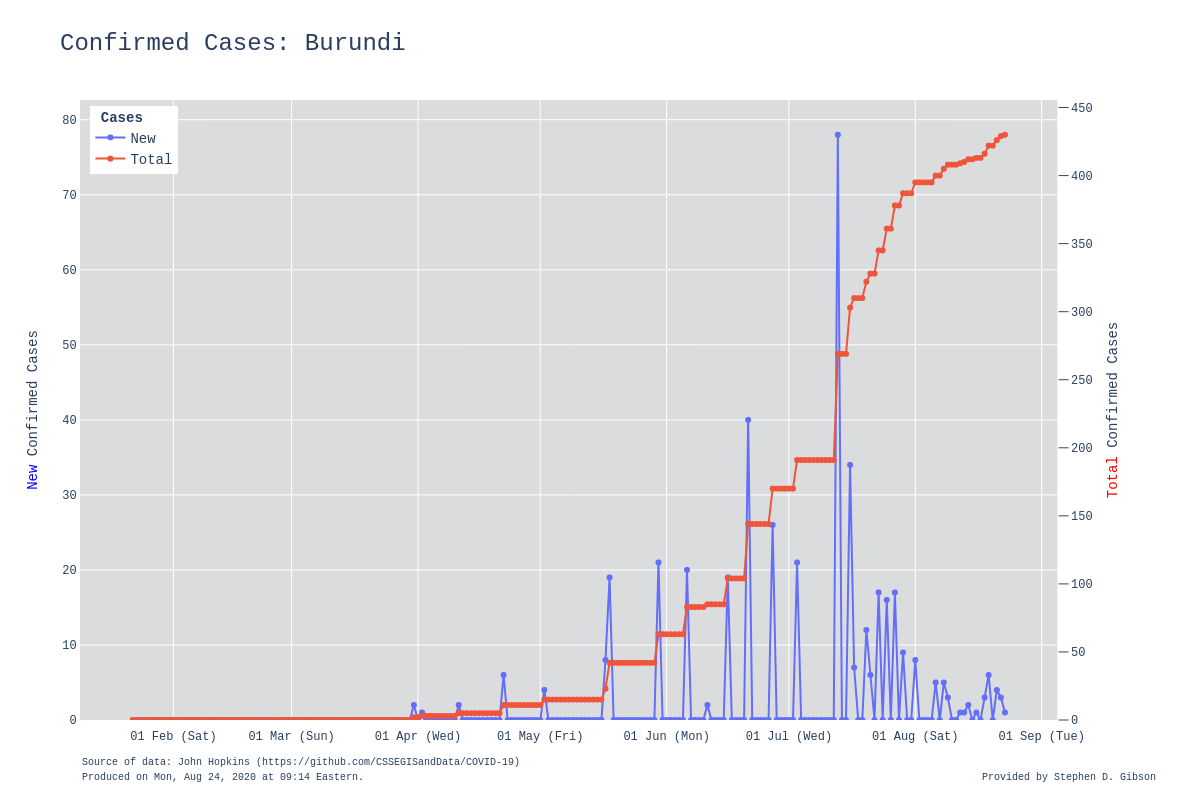 Confirmed Cases: Burundi
Cases
New
Total
80
70
60
50
40
30
20
10
0
New Confirmed Cases
450
400
350
300
250
200
150
100
50
0
Total Confirmed Cases
01 Feb (Sat)
01 Mar (Sun)
01 Apr (Wed)
01 May (Fri)
01 Jun (Mon)
01 Jul (Wed)
01 Aug (Sat)
01 Sep (Tue)
Source of data: John Hopkins (https://github.com/CSSEGISandData/COVID-19)
Produced on Mon, Aug 24, 2020 at 09:14 Eastern.
Provided by Stephen D. Gibson